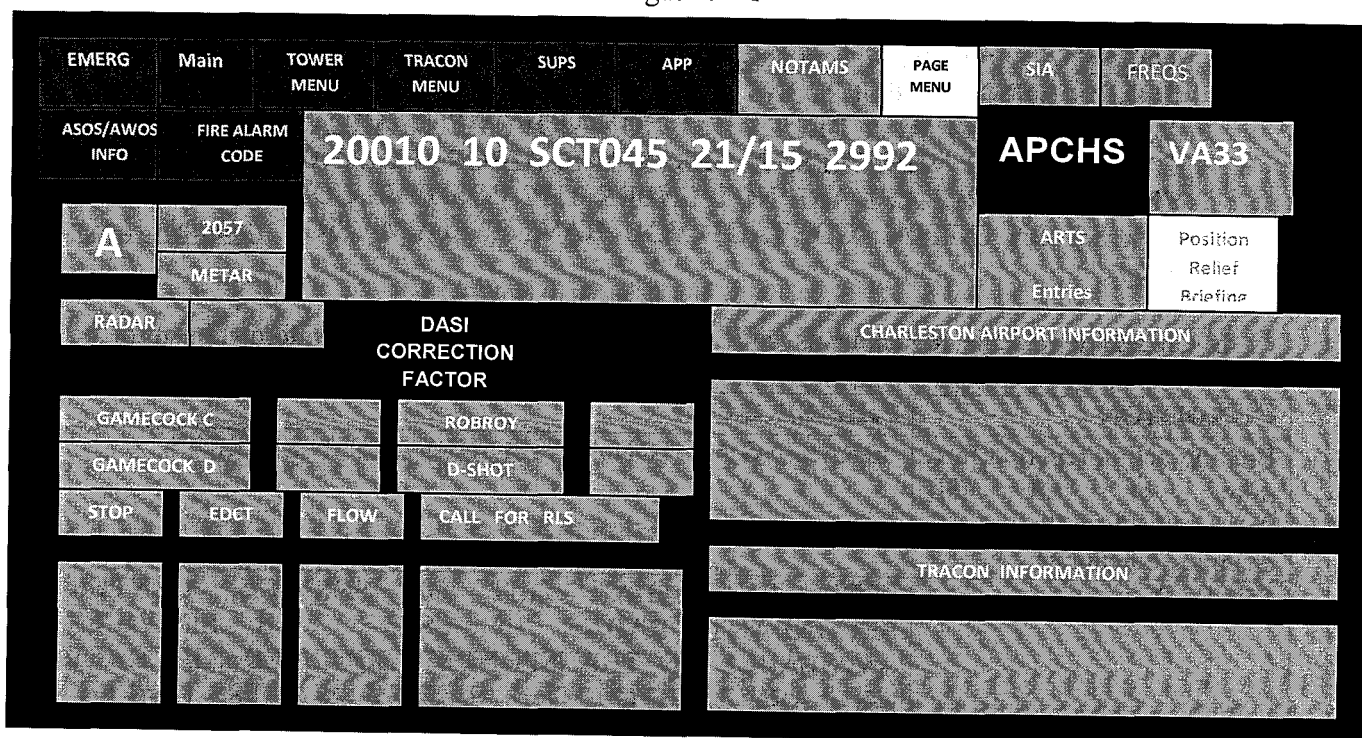 EMERG
Main
TOWER
MENU
TRACON
MENU
SUPS
APP
NOTAMS
PAGE
MENU
SIA
FREQS
ASOS/AWOS
INFO
FIRE ALARM
CODE
20010 10 SCT045 21/15 2992
APCHS
VA33
A
2057
METAR
ARTS
Entries
Position
Relief
Briefing
RADAR
DASI
CORRECTION
FACTOR
CHARLESTON AIRPORT INFORMATION
GAMECOCK C
ROBROY
GAMECOCK D
D-SHOT
STOP
EDCT
FLOW
CALL FOR RLS
TRACON INFORMATION